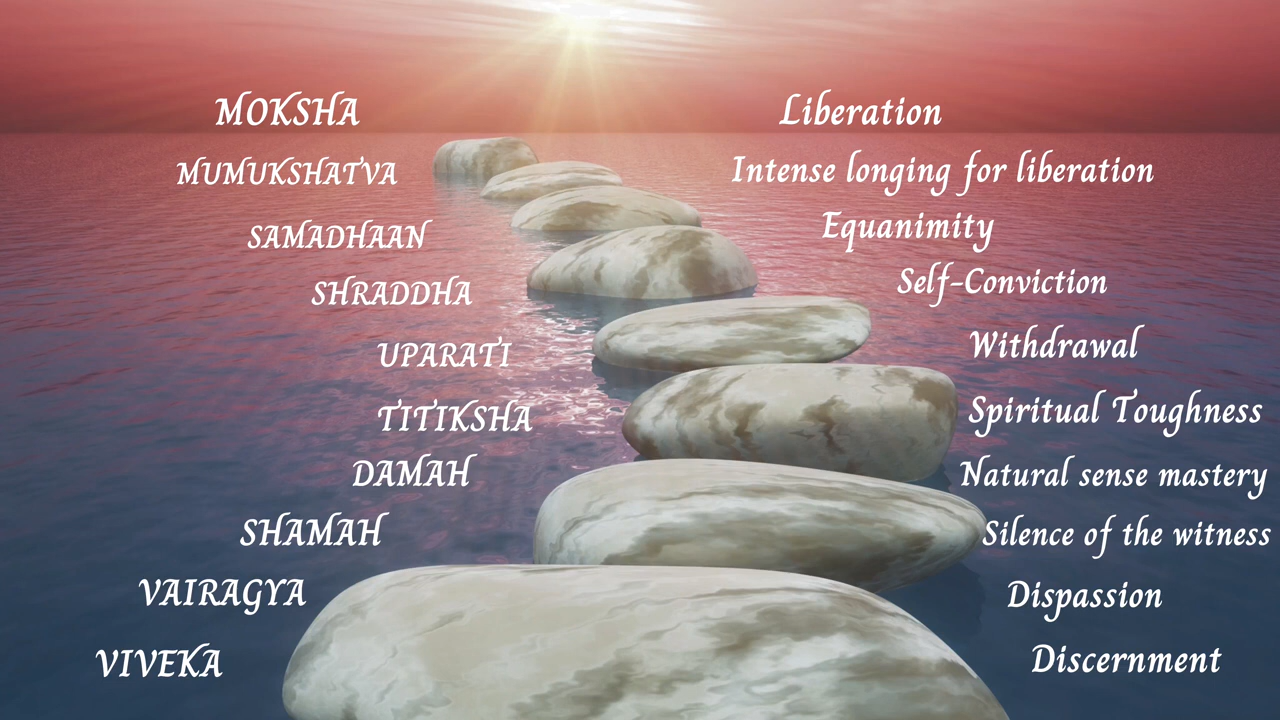 MOKSHA Liberation
MUMUKSHATVA Intense longing for liberation
SAMADHAAN Equanimity
SHRADDHA Self-Conviction
UPARATI Withdrawal
TITIKSHA Spiritual Toughness
DAMAH Natural sense mastery
SHAMAH Silence of the witness
VAIRAGYA Dispassion
VIVEKA Discernment